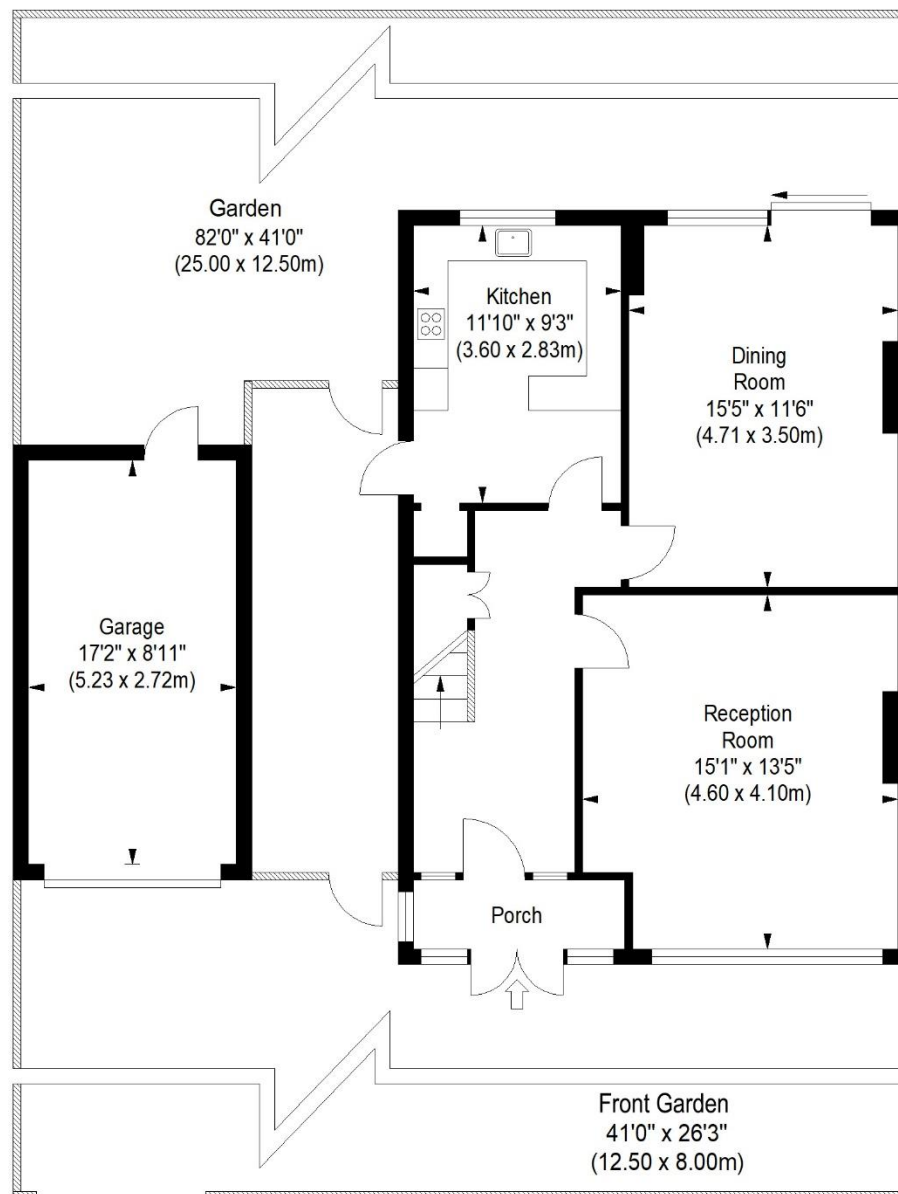 Garden
82'0" x 41'0"
(25.00 x 12.50m)
Kitchen
11'10" x 9'3"
(3.60 x 2.83m)
Dining
Room
15'5" x 11'6"
(4.71 x 3.50m)
Garage
17'2" x 8'11"
(5.23 x 2.72m)
Reception
Room
15'1" x 13'5"
(4.60 x 4.10m)
Porch
Front Garden
41'0" x 26'3"
(12.50 x 8.00m)